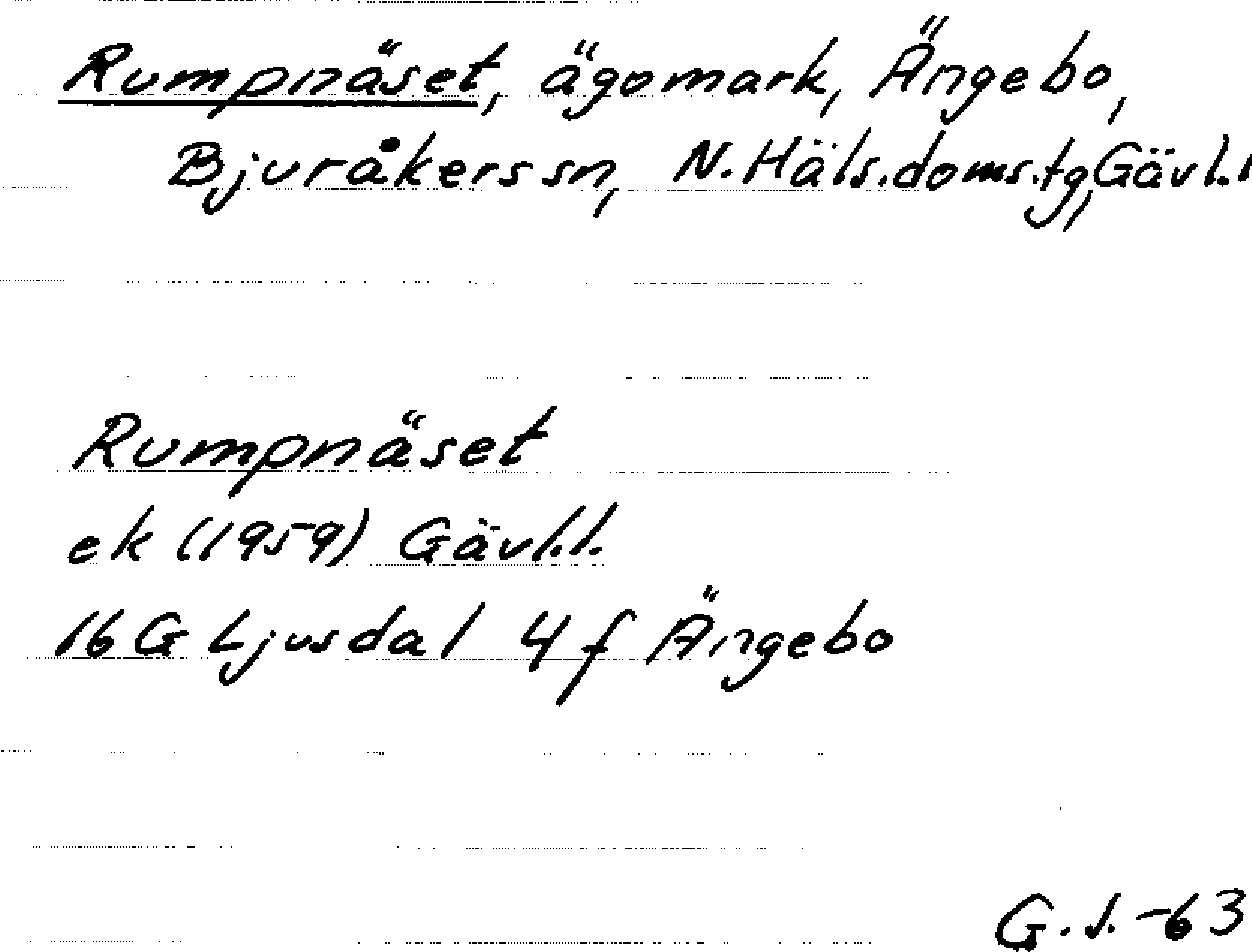 Rumpnäset, ägomark, Ängebo,
Bjuråkers sn, N. Häls. doms. tg, Gävl. l
Rumpnäset
ek (1959) Gävl. l.
16 G Ljusdal 4 f Ängebo
G. J. -63